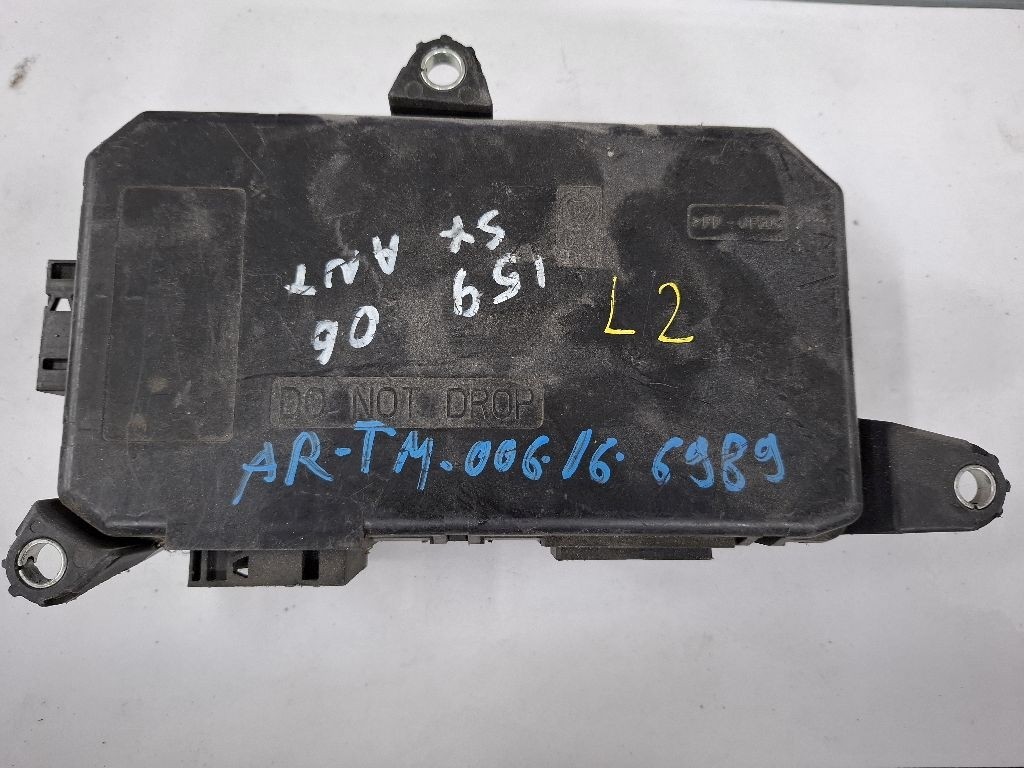 159
SX
ANT
06
L2
DO NOT DROP
AR-TM.006.16.6989